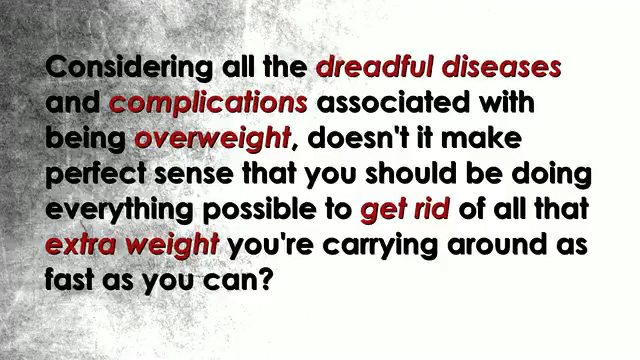 Considering all the dreadful diseases
and complications associated with
being overweight, doesn't it make
perfect sense that you should be doing
everything possible to get rid of all that
extra weight you're carrying around as
fast as you can?